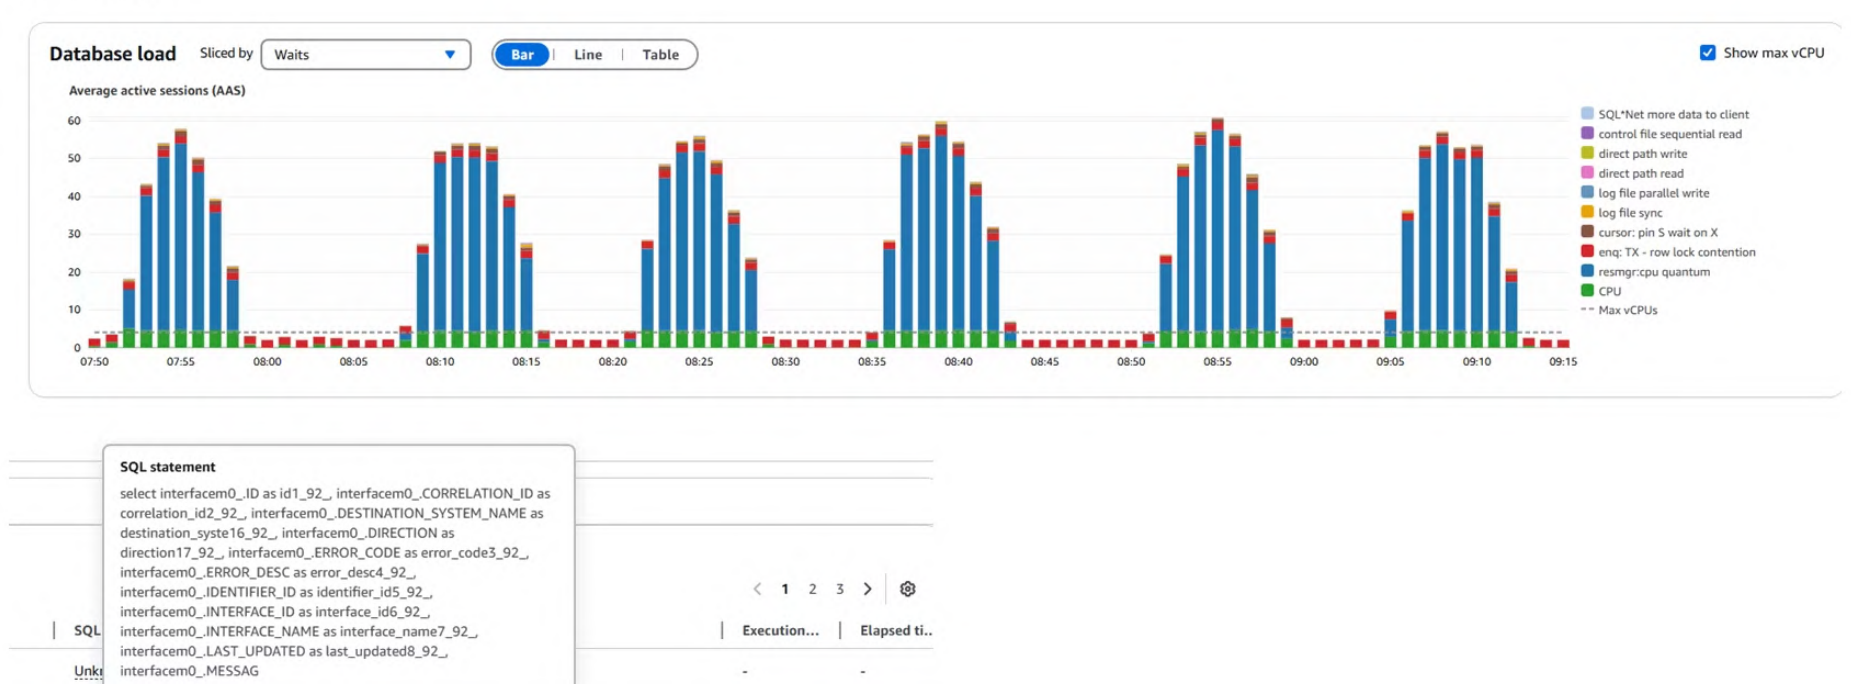 Database load Sliced by Waits Bar Line Table Show max vCPU
Average active sessions (AAS)
60
50
40
30
20
10
0
07:50 07:55 08:00 08:05 08:10 08:15 08:20 08:25 08:30 08:35 08:40 08:45 08:50 08:55 09:00 09:05 09:10 09:15
SQL*Net more data to client
control file sequential read
direct path write
direct path read
log file parallel write
log file sync
cursor: pin S wait on X
enq: TX - row lock contention
resmgr:cpu quantum
CPU
Max vCPUs
SQL statement
select interfacem0_.ID as id1_92_, interfacem0_.CORRELATION_ID as
correlation_id2_92_, interfacem0_.DESTINATION_SYSTEM_NAME as
destination_syste16_92_, interfacem0_.DIRECTION as
direction17_92_, interfacem0_.ERROR_CODE as error_code3_92_,
interfacem0_.ERROR_DESC as error_desc4_92_,
interfacem0_.IDENTIFIER_ID as identifier_id5_92_,
interfacem0_.INTERFACE_ID as interface_id6_92_,
interfacem0_.INTERFACE_NAME as interface_name7_92_,
interfacem0_.LAST_UPDATED as last_updated8_92_,
interfacem0_.MESSAG
< 1 2 3 >
SQL Execution... Elapsed ti..
Unk - -